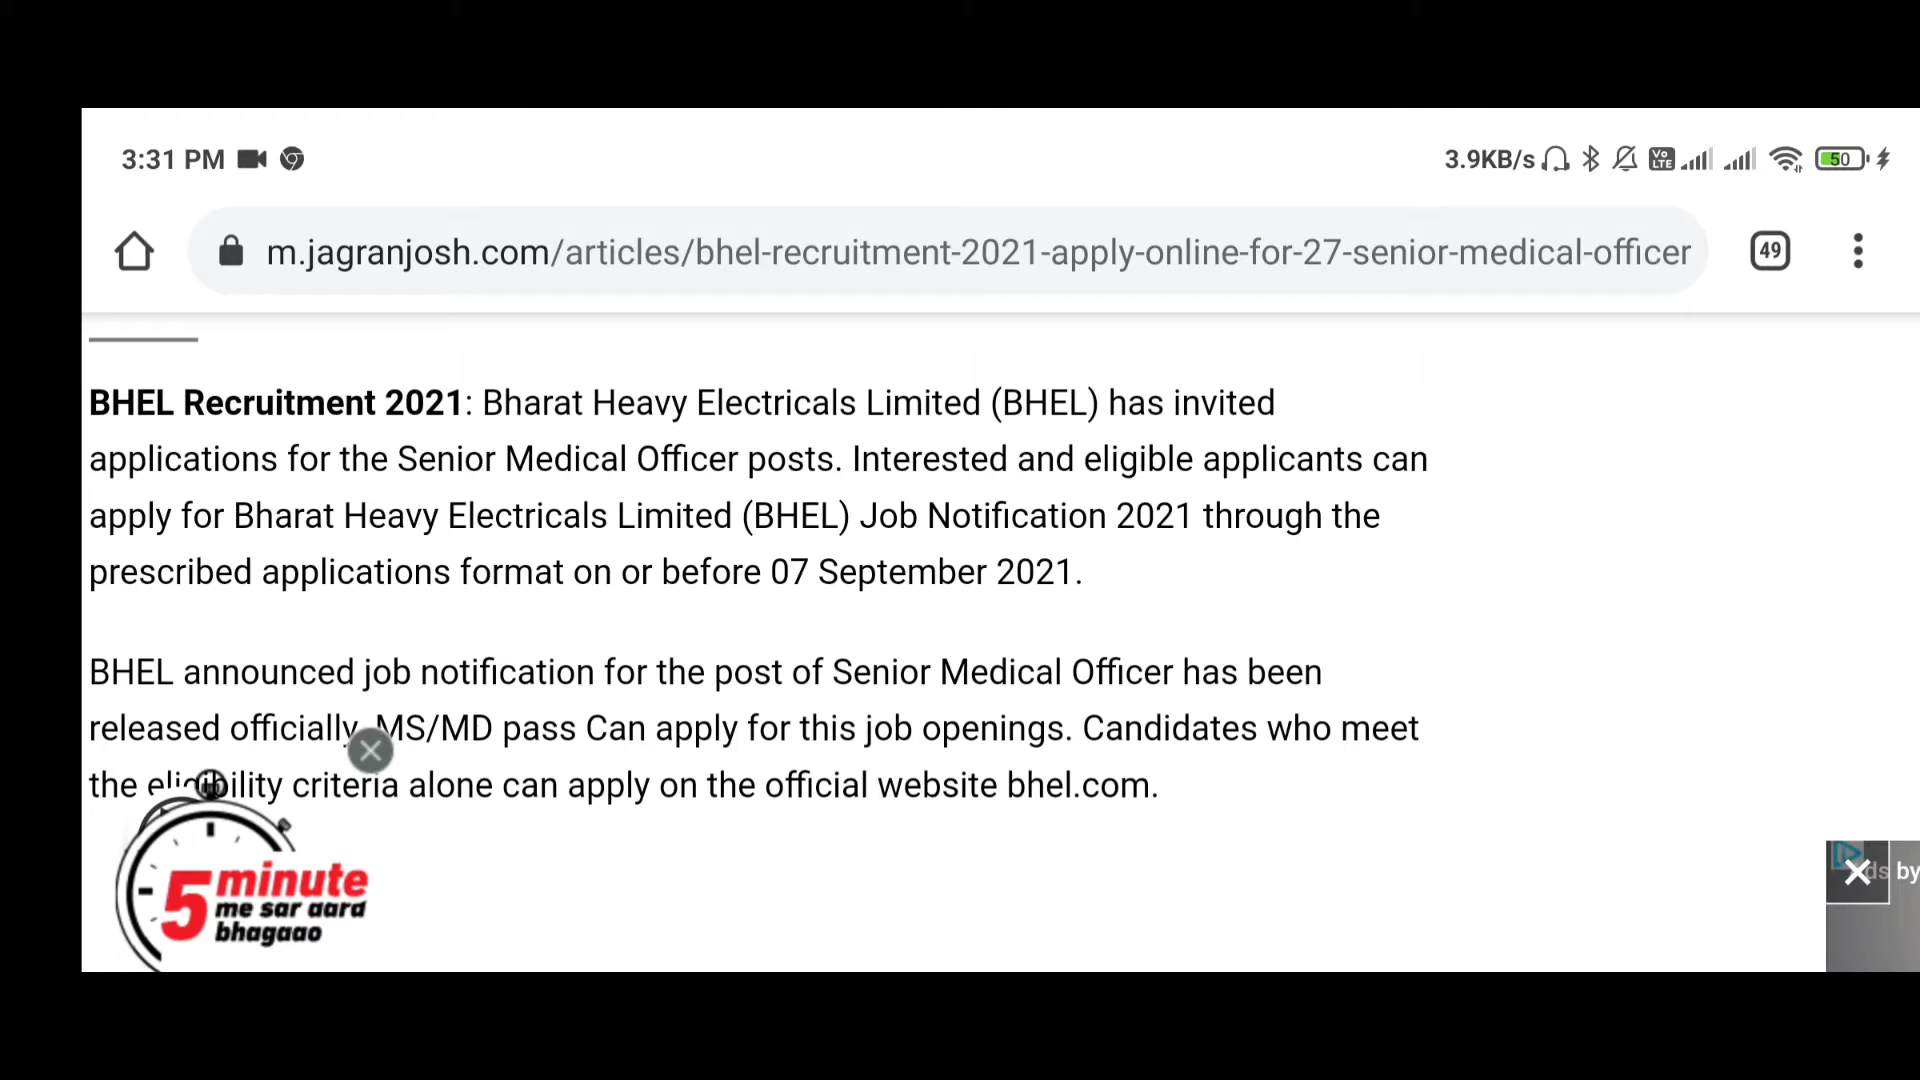 3:31 PM
3.9KB/s
Vo LTE
50
m.jagranjosh.com/articles/bhel-recruitment-2021-apply-online-for-27-senior-medical-officer
49
BHEL Recruitment 2021: Bharat Heavy Electricals Limited (BHEL) has invited
applications for the Senior Medical Officer posts. Interested and eligible applicants can
apply for Bharat Heavy Electricals Limited (BHEL) Job Notification 2021 through the
prescribed applications format on or before 07 September 2021.
BHEL announced job notification for the post of Senior Medical Officer has been
released officially. MS/MD pass Can apply for this job openings. Candidates who meet
the eligibility criteria alone can apply on the official website bhel.com.
5 minute
me sar dard
bhagaao
by